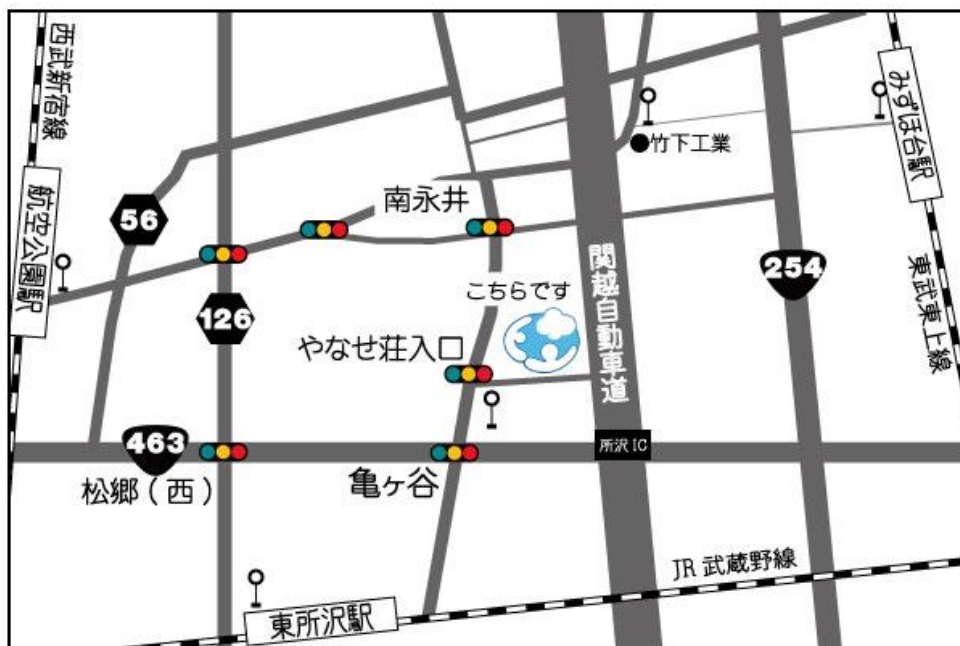 西武新宿線
みずほ台駅
竹下工業
航空公園駅
56
南永井
関越自動車道
254
東武東上線
126
こちらです
やなせ荘入口
463
所沢IC
松郷（西）
亀ヶ谷
JR 武蔵野線
東所沢駅